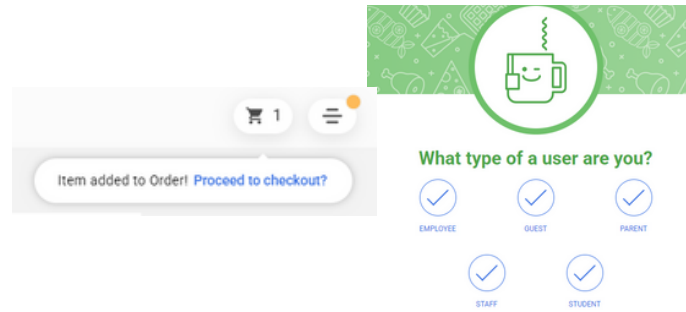 1
Item added to Order! Proceed to checkout?
What type of a user are you?
EMPLOYEE GUEST PARENT
STAFF STUDENT